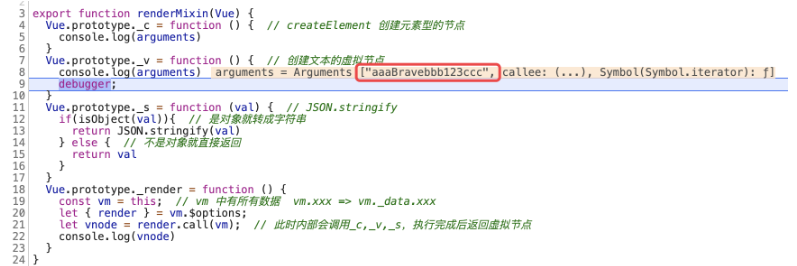 2
3 export function renderMixin(Vue) {
4 Vue.prototype._c = function () { // createElement 创建元素型的节点
5 console.log(arguments)
6 }
7 Vue.prototype._v = function () { // 创建文本的虚拟节点
8 console.log(arguments) arguments = Arguments ["aaaBravebbb123ccc", callee: (...), Symbol(Symbol.iterator): ƒ]
9 debugger;
10 }
11 Vue.prototype._s = function (val) { // JSON.stringify
12 if(isObject(val)){ // 是对象就转成字符串
13 return JSON.stringify(val)
14 } else { // 不是对象就直接返回
15 return val
16 }
17 }
18 Vue.prototype._render = function () {
19 const vm = this; // vm 中有所有数据 vm.xxx => vm._data.xxx
20 let { render } = vm.$options;
21 let vnode = render.call(vm); // 此时内部会调用_c,_v,_s，执行完成后返回虚拟节点
22 console.log(vnode)
23 }
24 }